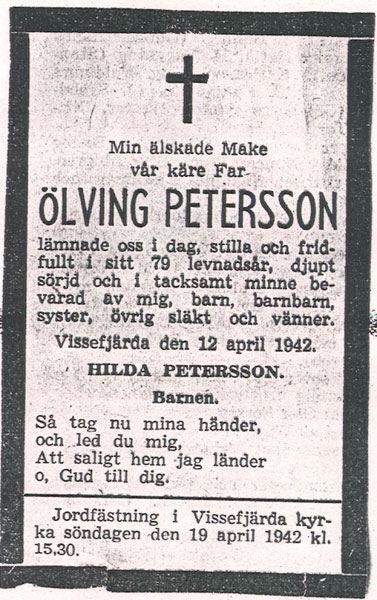 Min älskade Make
vår käre Far
ÖLVING PETERSSON
lämnade oss i dag, stilla och frid-
fullt i sitt 79 levnadsår, djupt
sörjd och i tacksamt minne be-
varad av mig, barn, barnbarn,
syster, övrig släkt och vänner.
Vissefjärda den 12 april 1942.
HILDA PETERSSON.
Barnen.
Så tag nu mina händer,
och led du mig,
Att saligt hem jag länder
o, Gud till dig.
Jordfästning i Vissefjärda kyr-
ka söndagen den 19 april 1942 kl.
15,30.